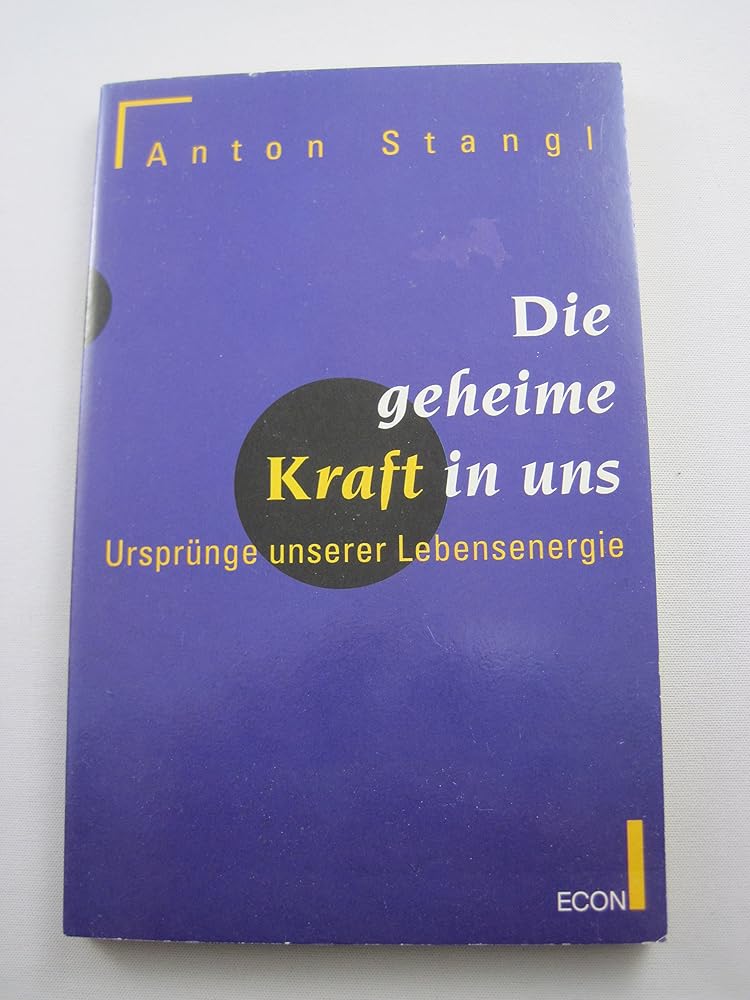 Anton Stangl
Die
geheime
Kraft in uns
Ursprünge unserer Lebensenergie
ECON